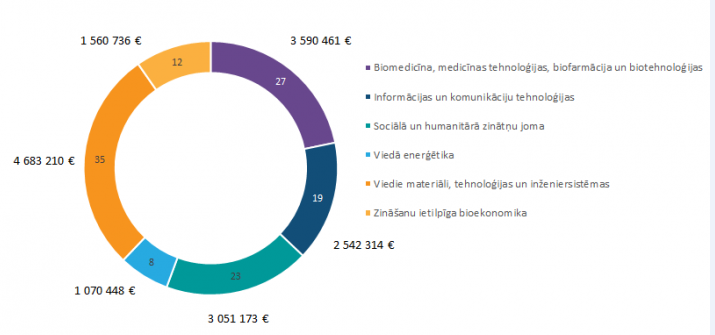 1 560 736 €
3 590 461 €
12
27
35
4 683 210 €
19
2 542 314 €
8
23
1 070 448 €
3 051 173 €
Biomedicīna, medicīnas tehnoloģijas, biofarmācija un biotehnoloģijas
Informācijas un komunikāciju tehnoloģijas
Sociālā un humanitārā zinātņu joma
Viedā enerģētika
Viedie materiāli, tehnoloģijas un inženiersistēmas
Zināšanu ietilpīga bioekonomika